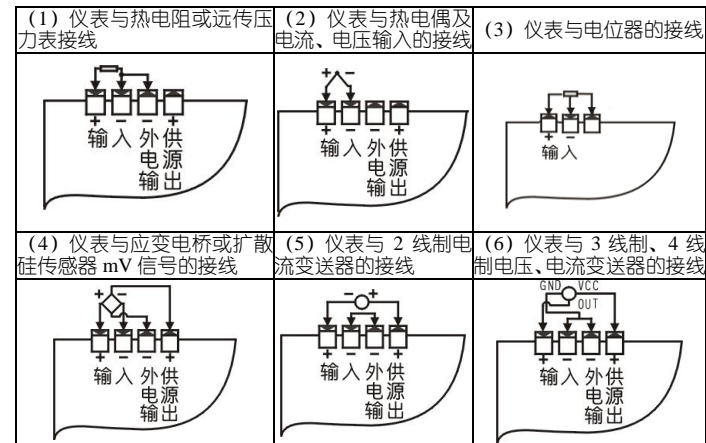 （1）仪表与热电阻或远传压
力表接线
（2）仪表与热电偶及
电流、电压输入的接线
（3）仪表与电位器的接线
+ − − +
输入 外供
电源
输出
+ −
+ − − +
输入 外供
电源
输出
+ −
输入
（4）仪表与应变电桥或扩散
硅传感器 mV 信号的接线
（5）仪表与 2 线制电
流变送器的接线
（6）仪表与 3 线制、4 线
制电压、电流变送器的接线
+ −
+ − − +
输入 外供
电源
输出
− +
+ − − +
输入 外供
电源
输出
GND VCC
OUT
+ − − +
输入 外供
电源
输出